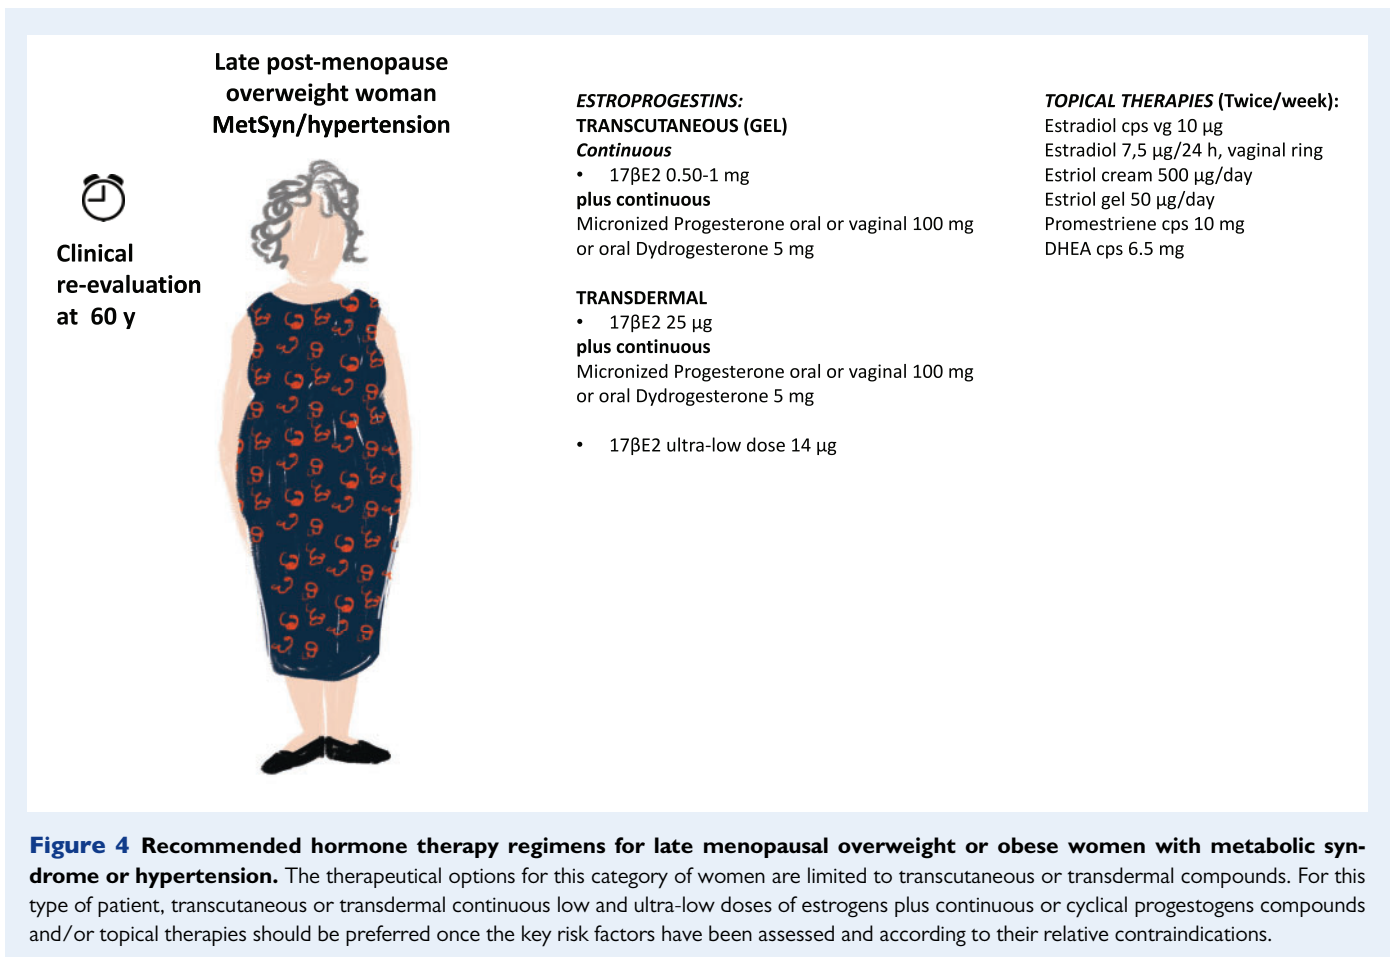 Late post-menopause
overweight woman
MetSyn/hypertension
Clinical
re-evaluation
at 60 y
ESTROPROGESTINS:
TRANSCUTANEOUS (GEL)
Continuous
• 17βE2 0.50-1 mg
plus continuous
Micronized Progesterone oral or vaginal 100 mg
or oral Dydrogesterone 5 mg
TRANSDERMAL
• 17βE2 25 µg
plus continuous
Micronized Progesterone oral or vaginal 100 mg
or oral Dydrogesterone 5 mg
• 17βE2 ultra-low dose 14 µg
TOPICAL THERAPIES (Twice/week):
Estradiol cps vg 10 µg
Estradiol 7,5 µg/24 h, vaginal ring
Estriol cream 500 µg/day
Estriol gel 50 µg/day
Promestriene cps 10 mg
DHEA cps 6.5 mg
Figure 4 Recommended hormone therapy regimens for late menopausal overweight or obese women with metabolic syn-
drome or hypertension. The therapeutical options for this category of women are limited to transcutaneous or transdermal compounds. For this
type of patient, transcutaneous or transdermal continuous low and ultra-low doses of estrogens plus continuous or cyclical progestogens compounds
and/or topical therapies should be preferred once the key risk factors have been assessed and according to their relative contraindications.